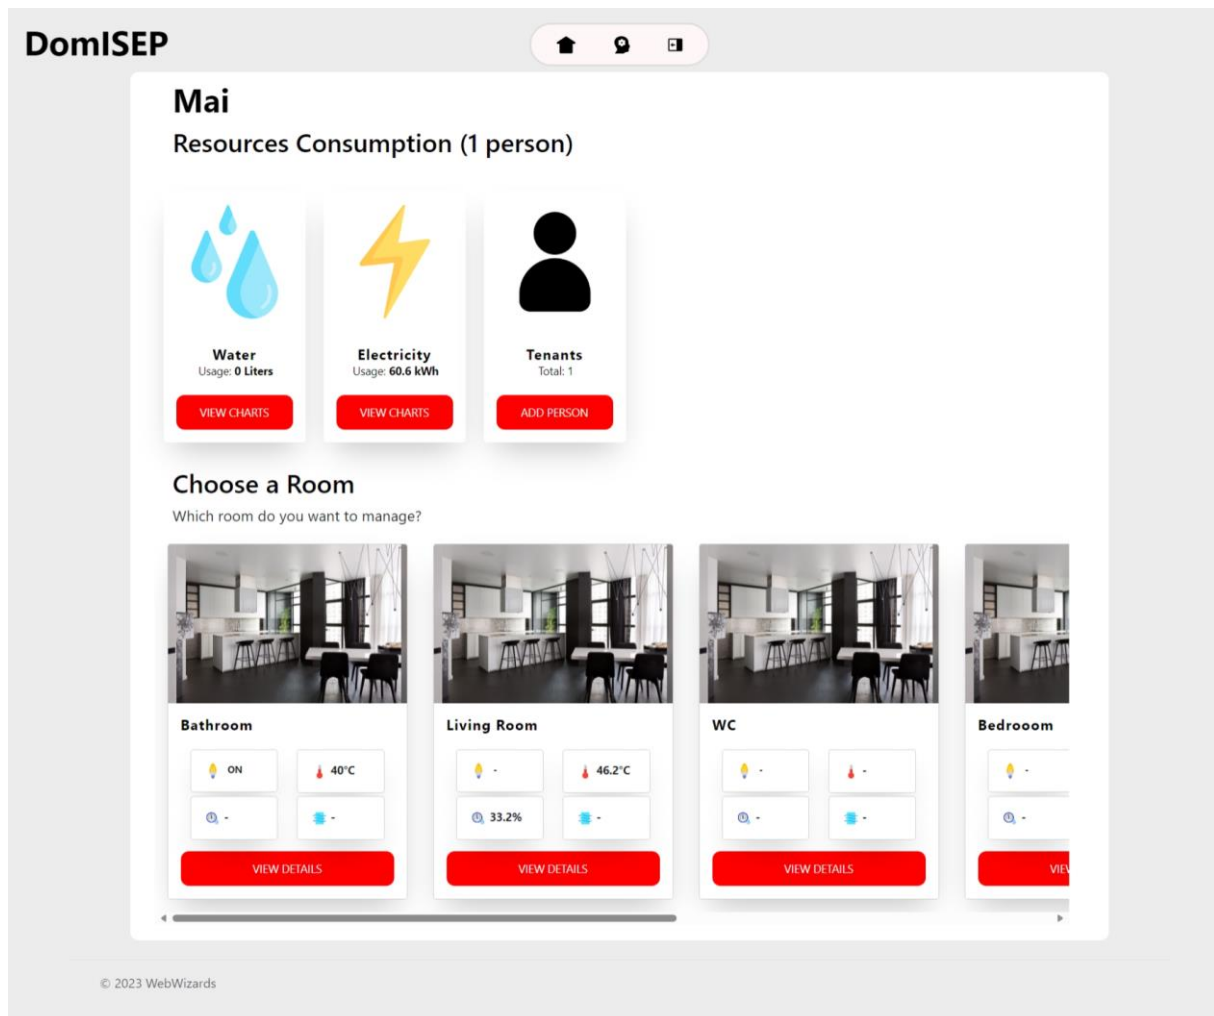 DomISEP
Mai
Resources Consumption (1 person)
Water
Usage: 0 Liters
VIEW CHARTS
Electricity
Usage: 60.6 kWh
VIEW CHARTS
Tenants
Total: 1
ADD PERSON
Choose a Room
Which room do you want to manage?
Bathroom
ON
40°C
-
-
VIEW DETAILS
Living Room
-
46.2°C
33.2%
-
VIEW DETAILS
WC
-
-
-
-
VIEW DETAILS
Bedrooom
-
-
VIE
© 2023 WebWizards